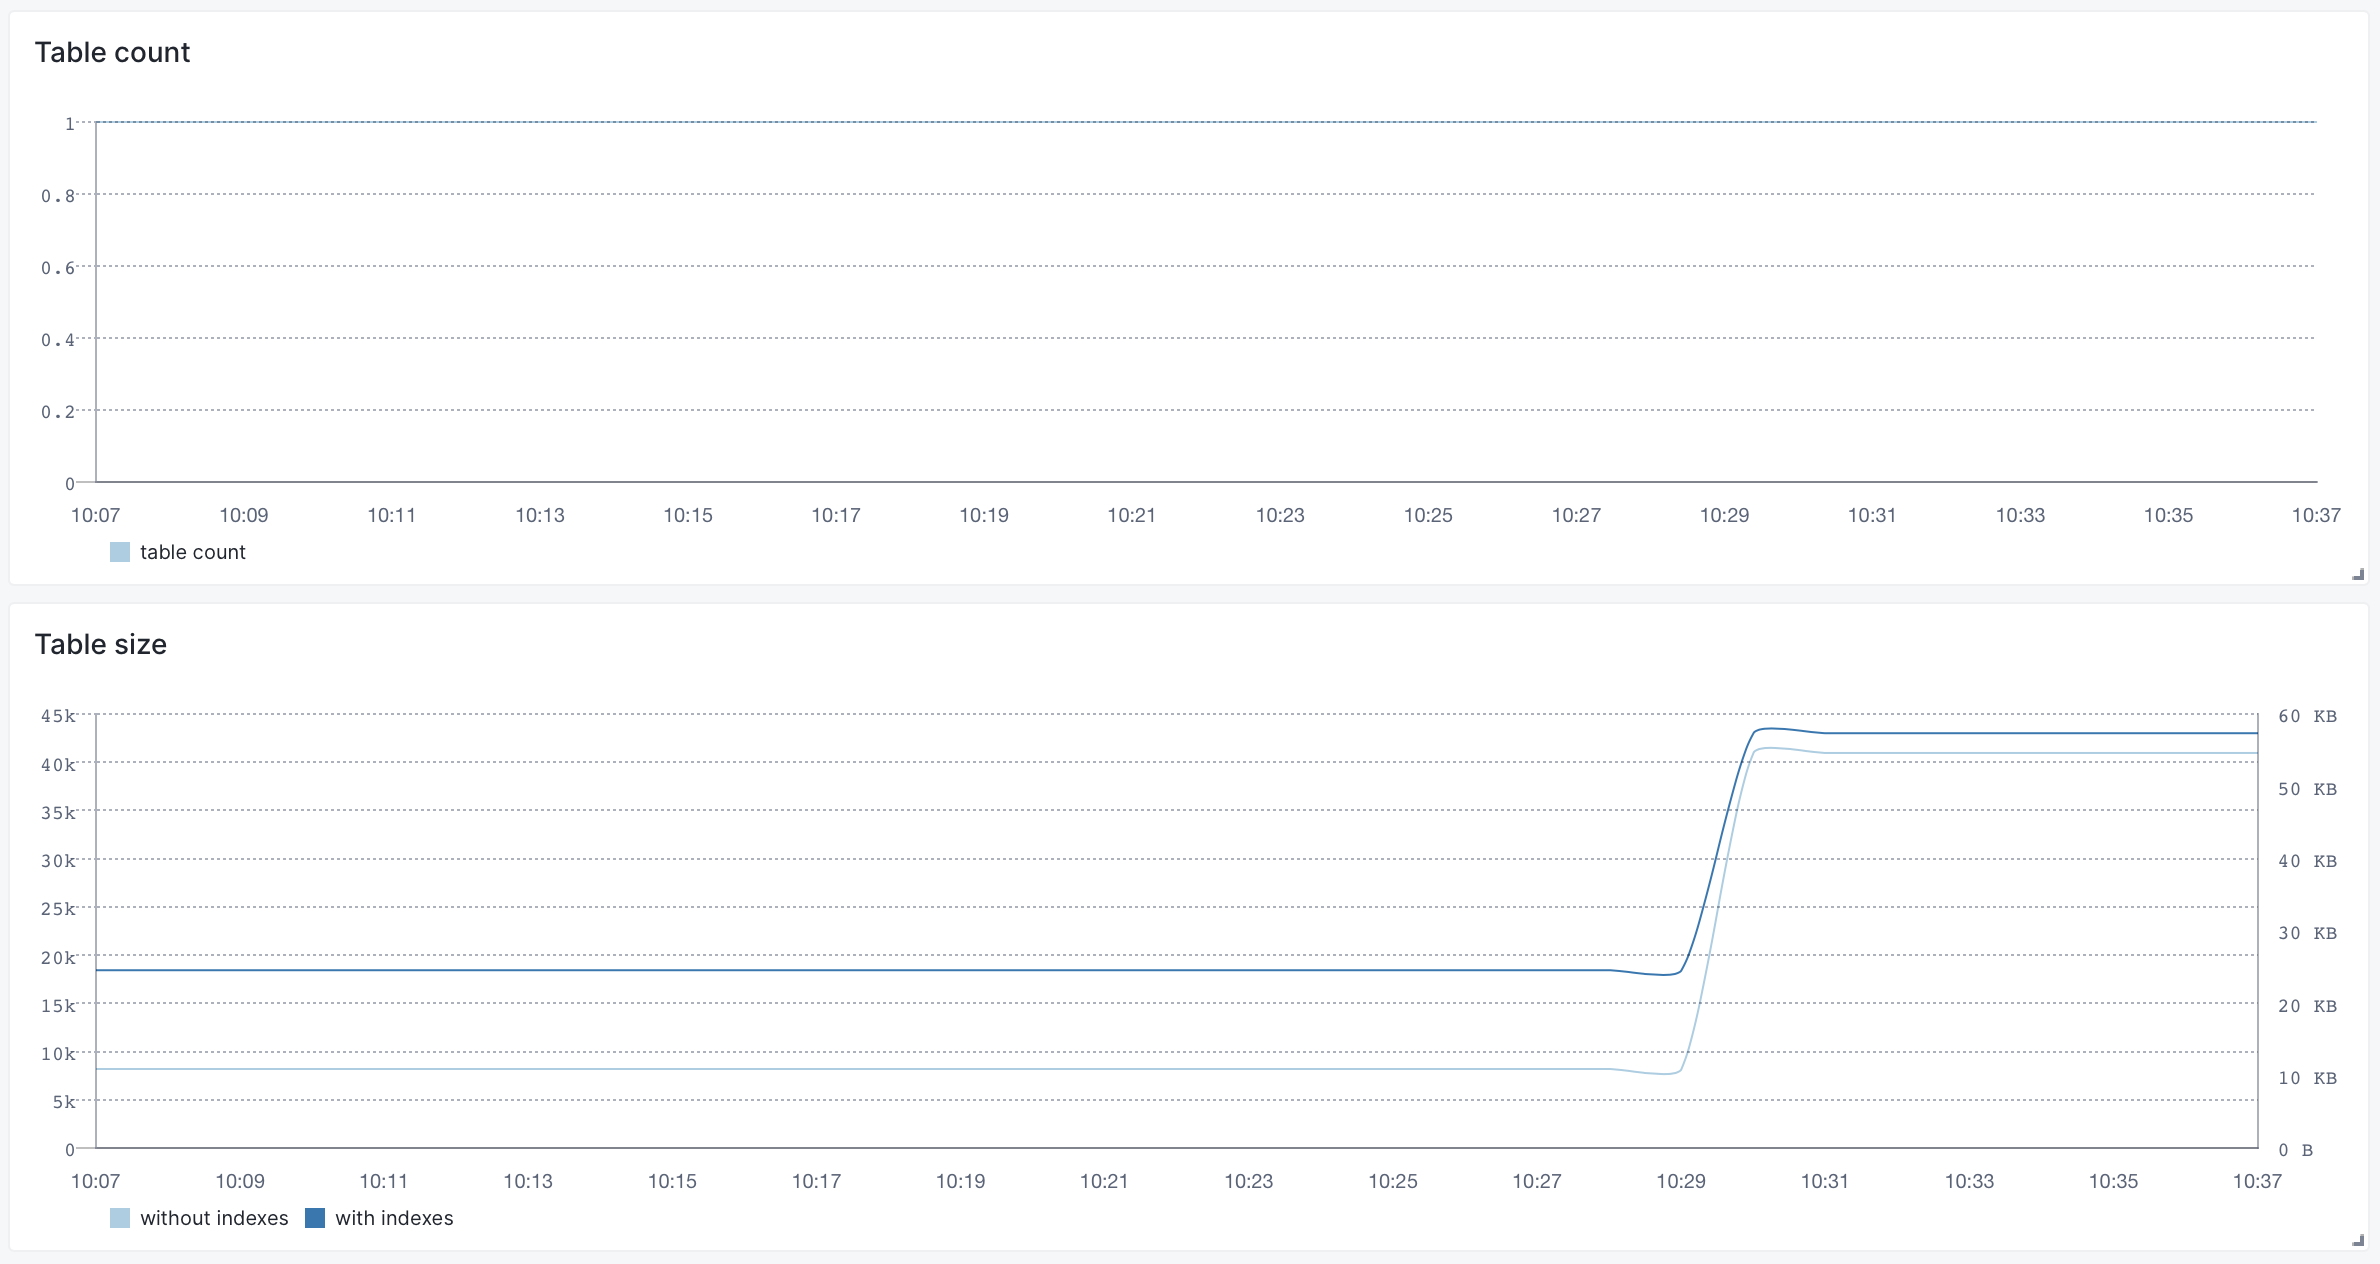 Table count
1
0.8
0.6
0.4
0.2
0
10:07 10:09 10:11 10:13 10:15 10:17 10:19 10:21 10:23 10:25 10:27 10:29 10:31 10:33 10:35 10:37
table count
Table size
45k 60 KB
40k
35k 50 KB
30k 40 KB
25k 30 KB
20k
15k 20 KB
10k 10 KB
5k
0 0 B
10:07 10:09 10:11 10:13 10:15 10:17 10:19 10:21 10:23 10:25 10:27 10:29 10:31 10:33 10:35 10:37
without indexes with indexes